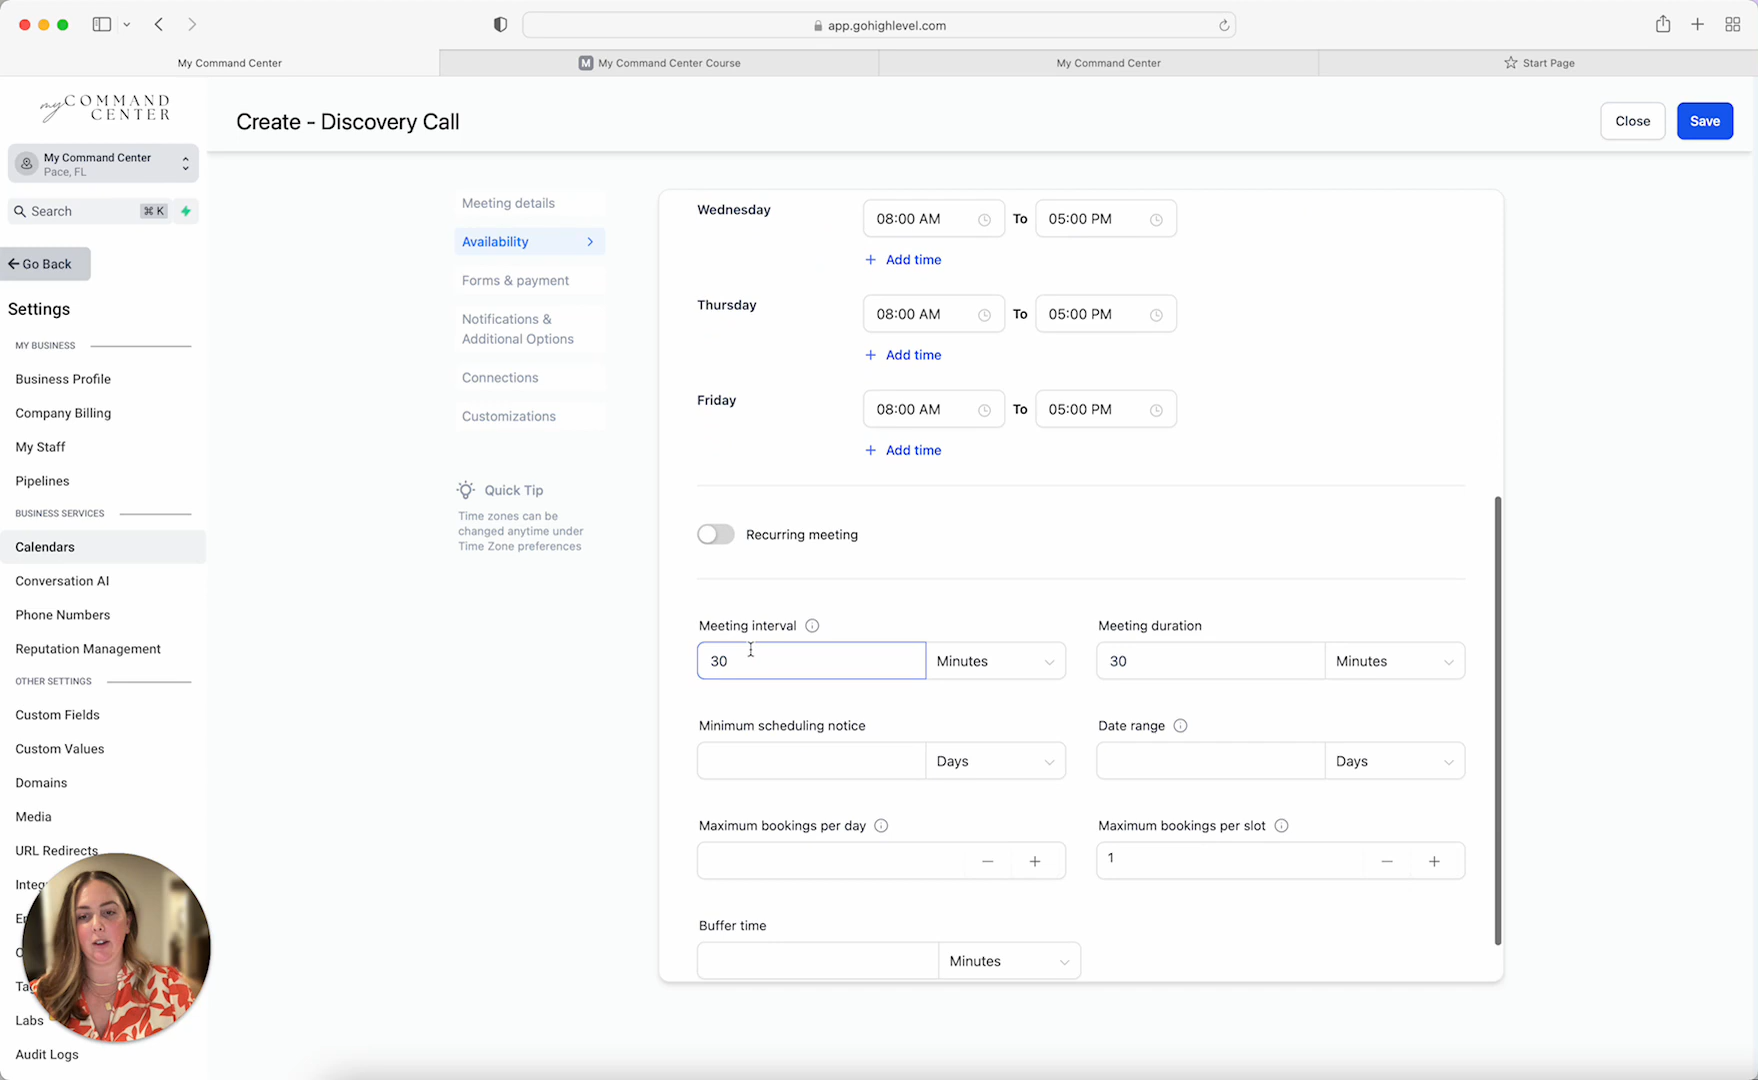 app.gohighlevel.com
My Command Center
M My Command Center Course
My Command Center
Start Page
my COMMAND
CENTER
My Command Center
Pace, FL
Search ⌘ K
Go Back
Settings
MY BUSINESS
Business Profile
Company Billing
My Staff
Pipelines
BUSINESS SERVICES
Calendars
Conversation AI
Phone Numbers
Reputation Management
OTHER SETTINGS
Custom Fields
Custom Values
Domains
Media
URL Redirects
Labs
Audit Logs
Create - Discovery Call
Close
Save
Meeting details
Availability
Forms & payment
Notifications &
Additional Options
Connections
Customizations
Quick Tip
Time zones can be
changed anytime under
Time Zone preferences
Wednesday 08:00 AM To 05:00 PM
+ Add time
Thursday 08:00 AM To 05:00 PM
+ Add time
Friday 08:00 AM To 05:00 PM
+ Add time
Recurring meeting
Meeting interval Meeting duration
30 Minutes 30 Minutes
Minimum scheduling notice Date range
Days Days
Maximum bookings per day Maximum bookings per slot
− + 1 − +
Buffer time
Minutes